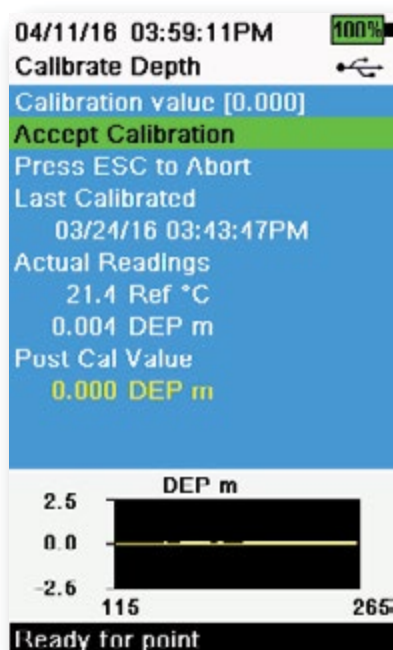 04/11/16 03:59:11PM 100%
Calibrate Depth
Calibration value [0.000]
Accept Calibration
Press ESC to Abort
Last Calibrated
03/24/16 03:43:47PM
Actual Readings
21.4 Ref °C
0.004 DEP m
Post Cal Value
0.000 DEP m
DEP m
2.5
0.0
-2.6
115 265
Ready for point